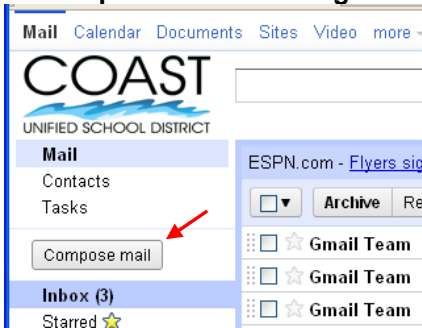 Mail Calendar Documents Sites Video more
COAST
UNIFIED SCHOOL DISTRICT
Mail
Contacts
Tasks
Compose mail
Inbox (3)
Starred
ESPN.com - Flyers sig
Archive Re
Gmail Team
Gmail Team
Gmail Team